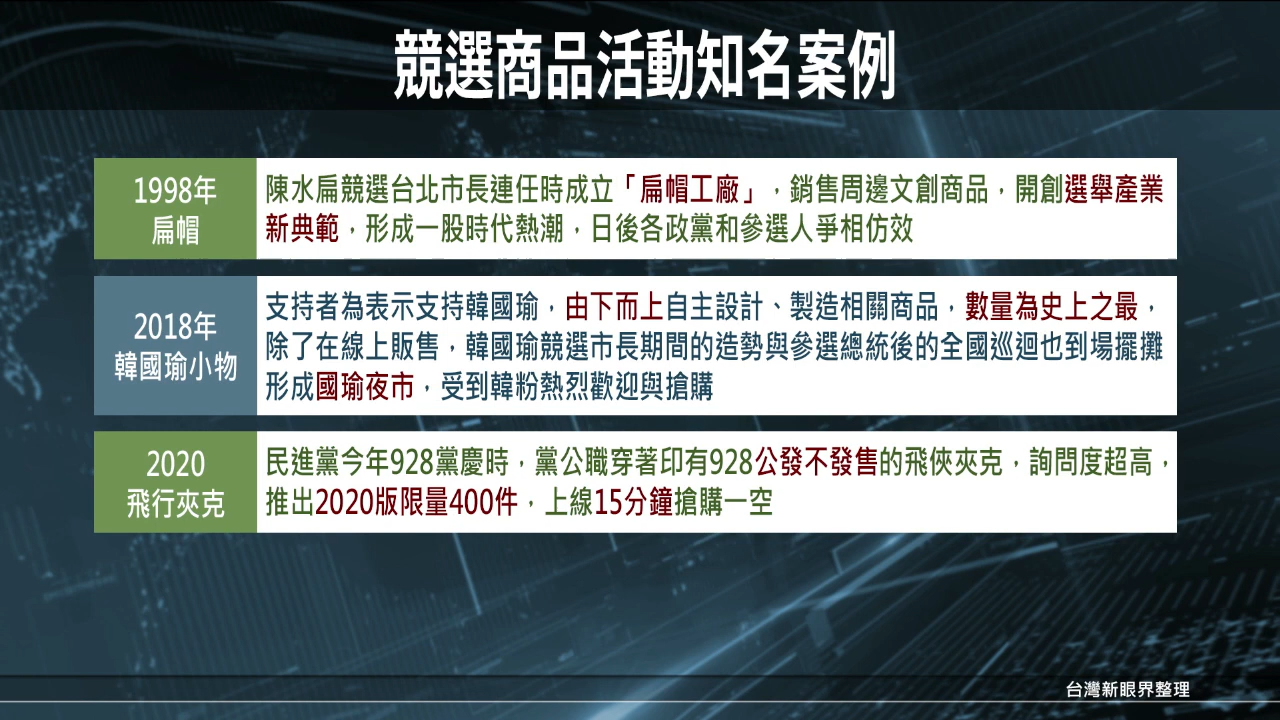 競選商品活動知名案例
1998年
扁帽
陳水扁競選台北市長連任時成立「扁帽工廠」，銷售周邊文創商品，開創選舉產業
新典範，形成一股時代熱潮，日後各政黨和參選人爭相仿效
2018年
韓國瑜小物
支持者為表示支持韓國瑜，由下而上自主設計、製造相關商品，數量為史上之最，
除了在線上販售，韓國瑜競選市長期間的造勢與參選總統後的全國巡迴也到場擺攤
形成國瑜夜市，受到韓粉熱烈歡迎與搶購
2020
飛行夾克
民進黨今年928黨慶時，黨公職穿著印有928公發不發售的飛俠夾克，詢問度超高，
推出2020版限量400件，上線15分鐘搶購一空
台灣新眼界整理